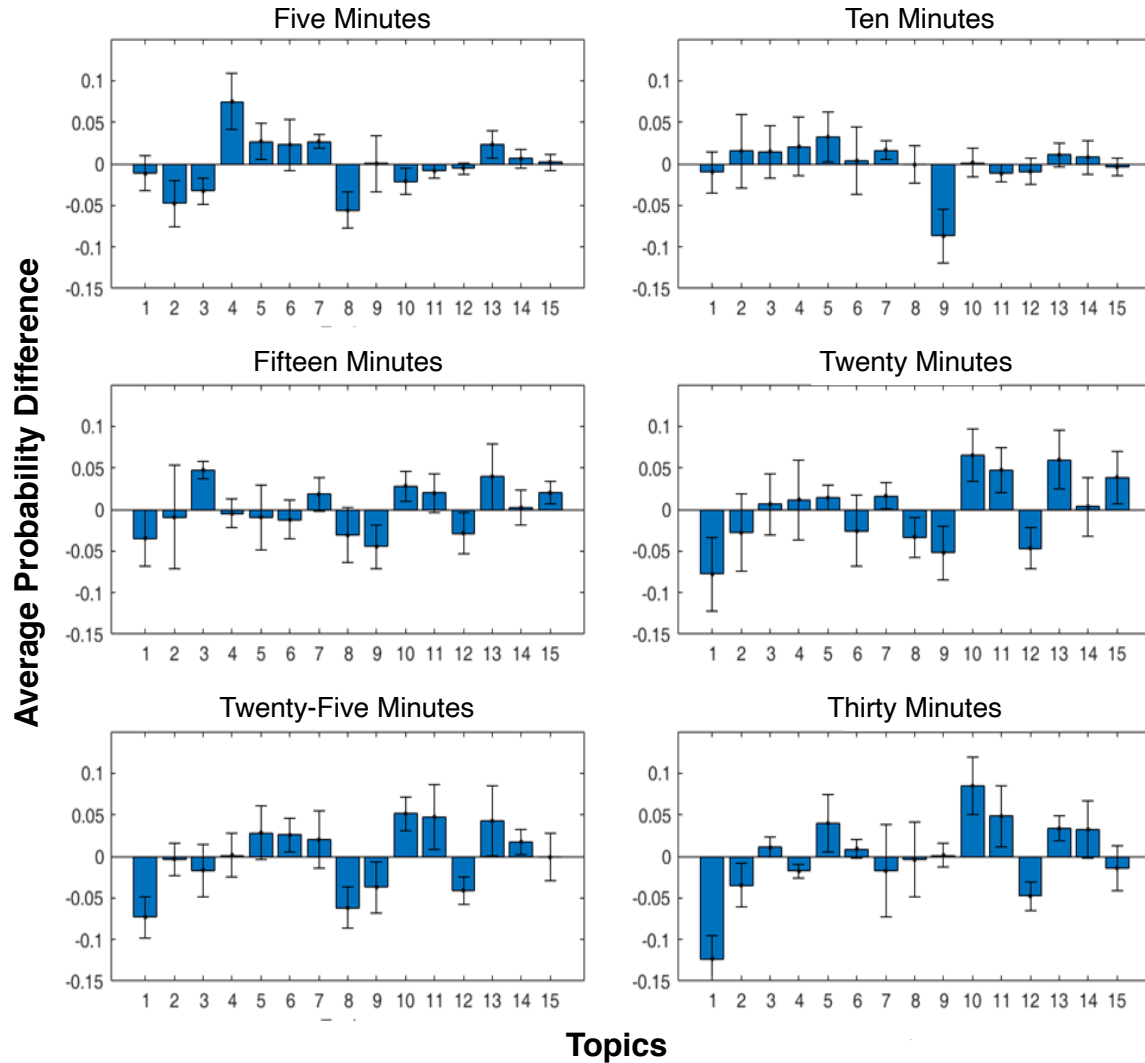 Five Minutes
Ten Minutes
0.1
0.05
0
-0.05
-0.1
-0.15
1 2 3 4 5 6 7 8 9 10 11 12 13 14 15
0.1
0.05
0
-0.05
-0.1
-0.15
1 2 3 4 5 6 7 8 9 10 11 12 13 14 15
Average Probability Difference
Fifteen Minutes
Twenty Minutes
0.1
0.05
0
-0.05
-0.1
-0.15
1 2 3 4 5 6 7 8 9 10 11 12 13 14 15
0.1
0.05
0
-0.05
-0.1
-0.15
1 2 3 4 5 6 7 8 9 10 11 12 13 14 15
Twenty-Five Minutes
Thirty Minutes
0.1
0.05
0
-0.05
-0.1
-0.15
1 2 3 4 5 6 7 8 9 10 11 12 13 14 15
0.1
0.05
0
-0.05
-0.1
-0.15
1 2 3 4 5 6 7 8 9 10 11 12 13 14 15
Topics